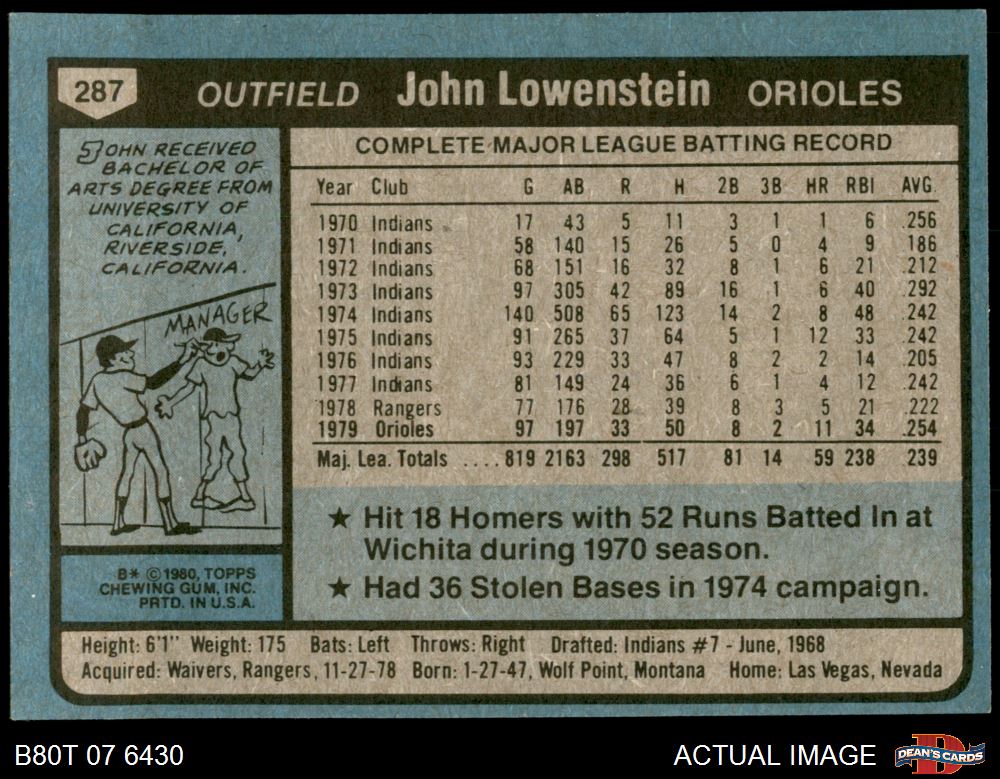 287 OUTFIELD John Lowenstein ORIOLES
JOHN RECEIVED
BACHELOR OF
ARTS DEGREE FROM
UNIVERSITY OF
CALIFORNIA,
RIVERSIDE,
CALIFORNIA.
MANAGER
B* ©1980, TOPPS
CHEWING GUM, INC.
PRTD. IN U.S.A.
COMPLETE MAJOR LEAGUE BATTING RECORD
Year Club G AB R H 2B 3B HR RBI AVG.
1970 Indians 17 43 5 11 3 1 1 6 .256
1971 Indians 58 140 15 26 5 0 4 9 .186
1972 Indians 68 151 16 32 8 1 6 21 .212
1973 Indians 97 305 42 89 16 1 6 40 .292
1974 Indians 140 508 65 123 14 2 8 48 .242
1975 Indians 91 265 37 64 5 1 12 33 .242
1976 Indians 93 229 33 47 8 2 2 14 .205
1977 Indians 81 149 24 36 6 1 4 12 .242
1978 Rangers 77 176 28 39 8 3 5 21 .222
1979 Orioles 97 197 33 50 8 2 11 34 .254
Maj. Lea. Totals .... 819 2163 298 517 81 14 59 238 .239
★ Hit 18 Homers with 52 Runs Batted In at
Wichita during 1970 season.
★ Had 36 Stolen Bases in 1974 campaign.
Height: 6'1" Weight: 175 Bats: Left Throws: Right Drafted: Indians #7 - June, 1968
Acquired: Waivers, Rangers, 11-27-78 Born: 1-27-47, Wolf Point, Montana Home: Las Vegas, Nevada
B80T 07 6430 ACTUAL IMAGE DEAN'S CARDS